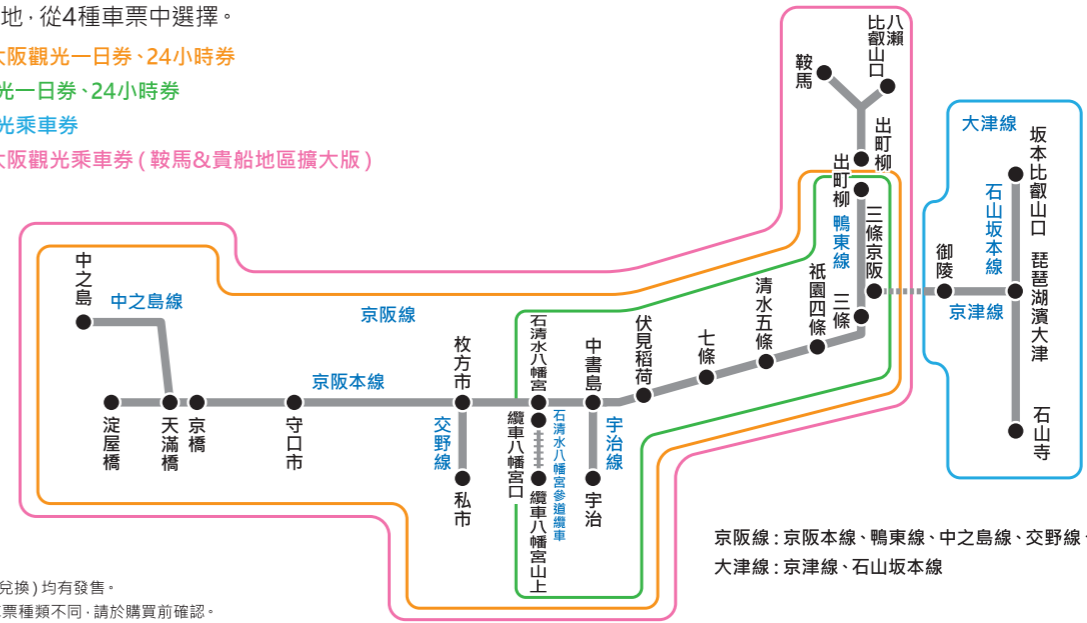 地·從4種車票中選擇。
大阪觀光一日券、24小時券
光一日券、24小時券
光乘車券
大阪觀光乘車券(鞍馬&貴船地區擴大版)
鞍馬
八瀨比叡山口
出町柳
出町柳
鴨東線
三條京阪
三條
祇園四條
清水五條
七條
伏見稻荷
大津線
坂本比叡山口
石山坂本線
御陵
京津線
琵琶湖濱大津
石山寺
中之島
中之島線
京阪線
京阪本線
淀屋橋
天滿橋
京橋
守口市
枚方市
交野線
私市
石清水八幡宮
纜車八幡宮口
石清水八幡宮參道纜車
纜車八幡宮山上
中書島
宇治線
宇治
京阪線:京阪本線、鴨東線、中之島線、交野線、
大津線:京津線、石山坂本線
兌換)均有發售。
票種類不同·請於購買前確認。